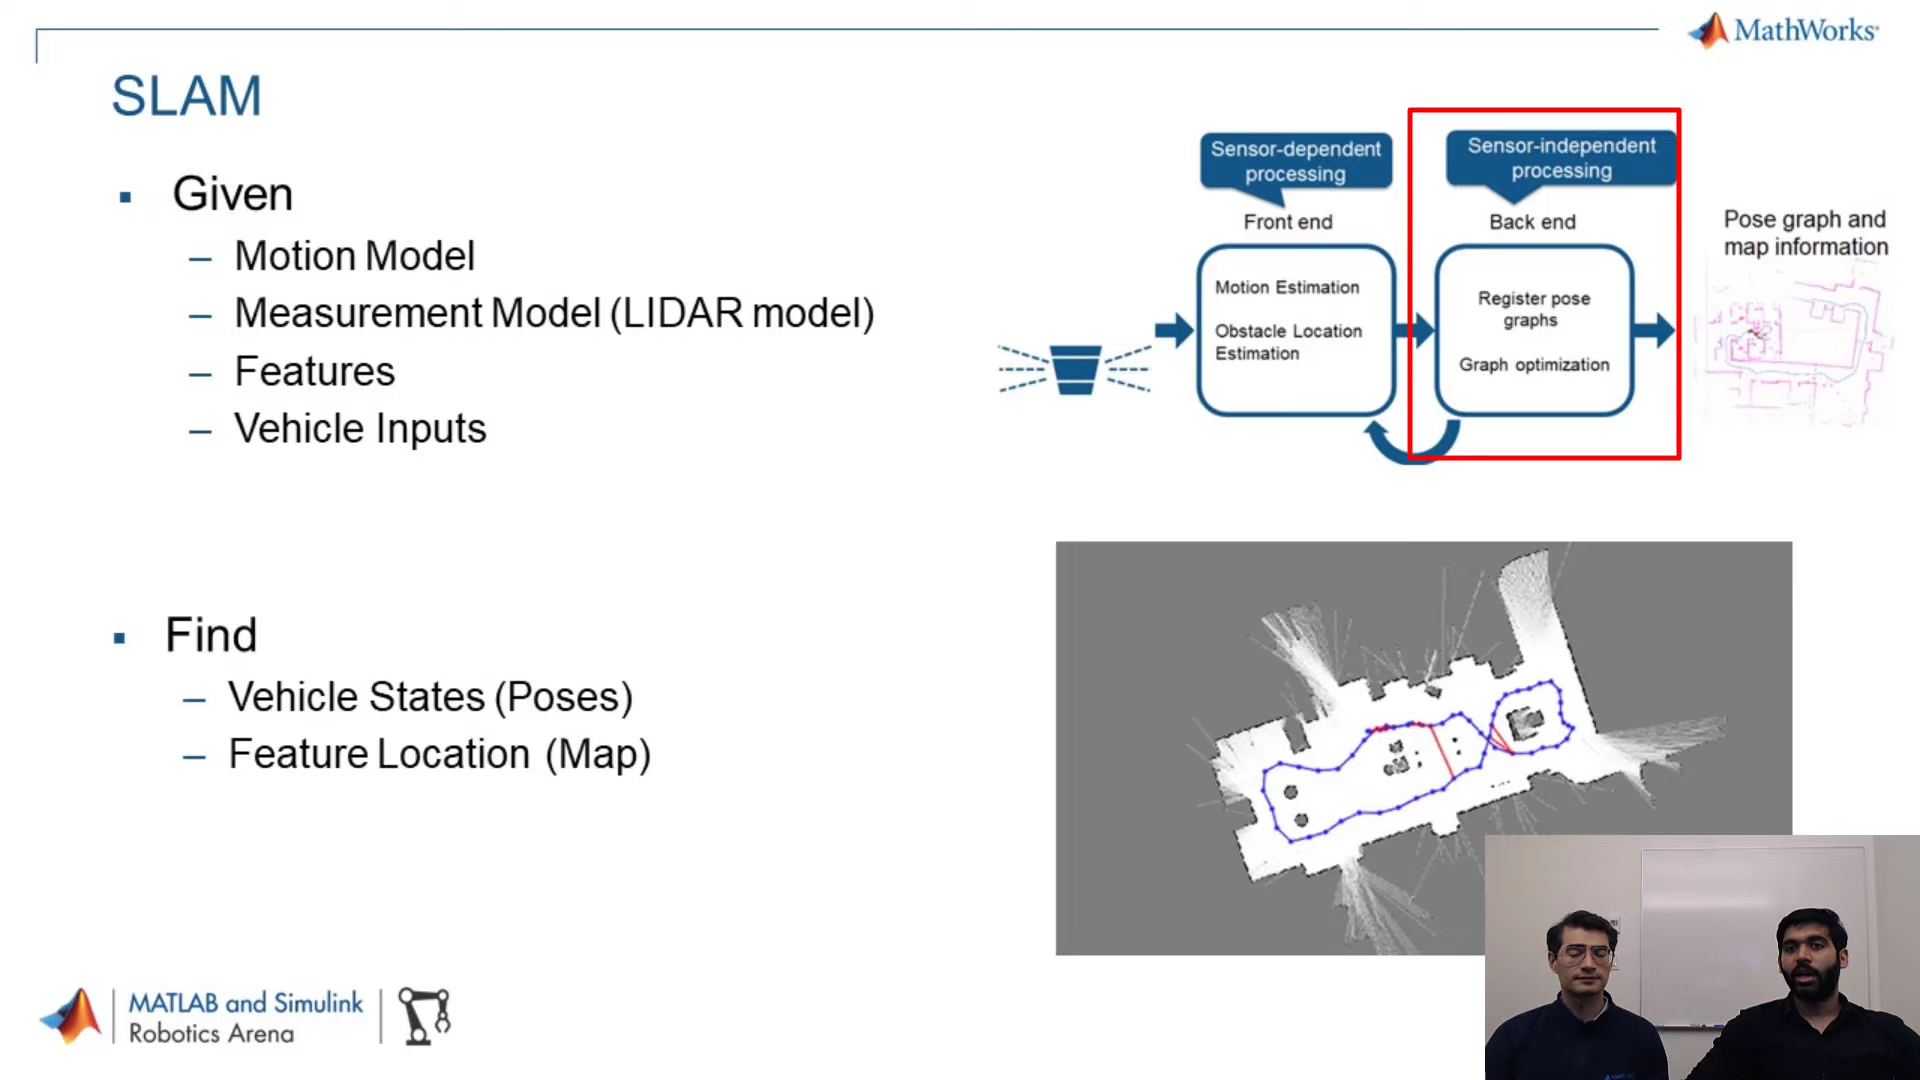 MathWorks®
SLAM
▪ Given
– Motion Model
– Measurement Model (LIDAR model)
– Features
– Vehicle Inputs
▪ Find
– Vehicle States (Poses)
– Feature Location (Map)
Sensor-dependent
processing
Front end
Motion Estimation
Obstacle Location
Estimation
Sensor-independent
processing
Back end
Register pose
graphs
Graph optimization
Pose graph and
map information
MATLAB and Simulink
Robotics Arena